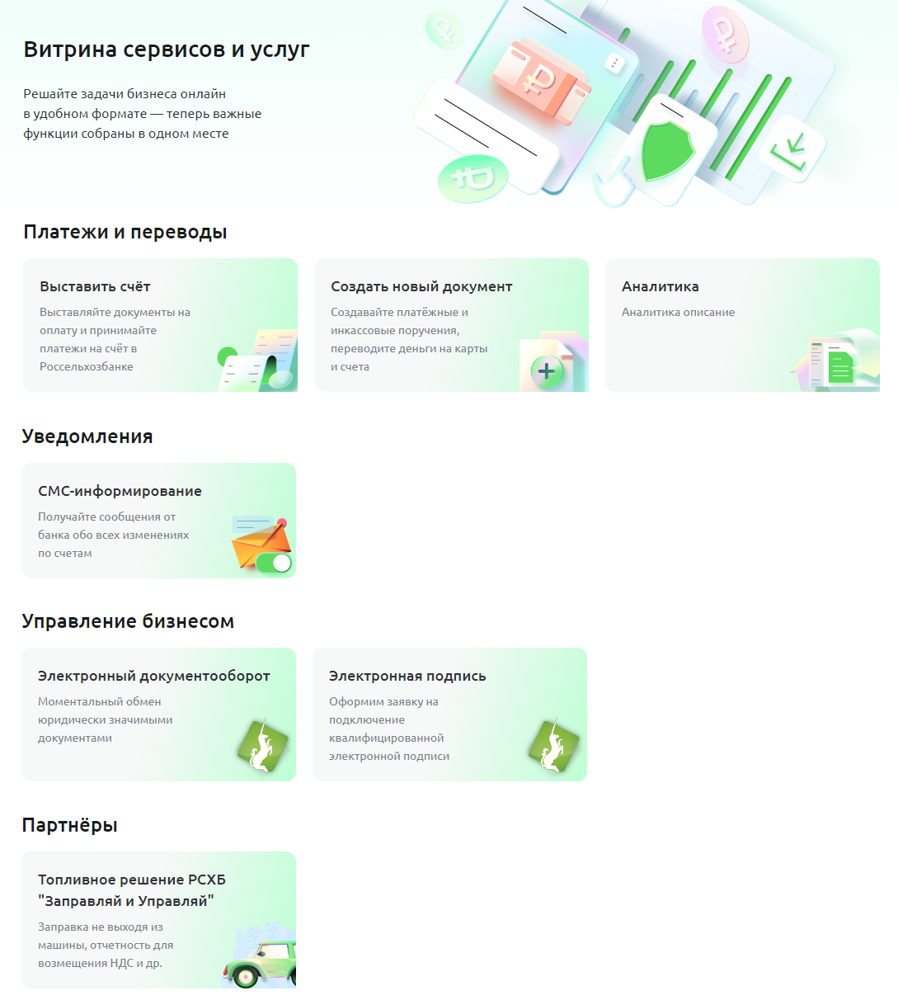 Витрина сервисов и услуг
Решайте задачи бизнеса онлайн
в удобном формате — теперь важные
функции собраны в одном месте
Платежи и переводы
Выставить счёт
Выставляйте документы на
оплату и принимайте
платежи на счёт в
Россельхозбанке
Создать новый документ
Создавайте платёжные и
инкассовые поручения,
переводите деньги на карты
и счета
Аналитика
Аналитика описание
Уведомления
СМС-информирование
Получайте сообщения от
банка обо всех изменениях
по счетам
Управление бизнесом
Электронный документооборот
Моментальный обмен
юридически значимыми
документами
Электронная подпись
Оформим заявку на
подключение
квалифицированной
электронной подписи
Партнёры
Топливное решение РСХБ
"Заправляй и Управляй"
Заправка не выходя из
машины, отчетность для
возмещения НДС и др.